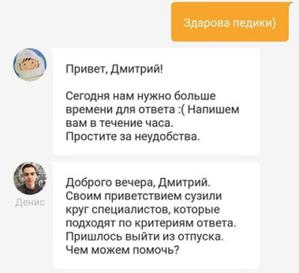 Здарова педики)
Привет, Дмитрий!
Сегодня нам нужно больше
времени для ответа :( Напишем
вам в течение часа.
Простите за неудобства.
Доброго вечера, Дмитрий.
Своим приветствием сузили
круг специалистов, которые
подходят по критериям ответа.
Пришлось выйти из отпуска.
Чем можем помочь?
Денис